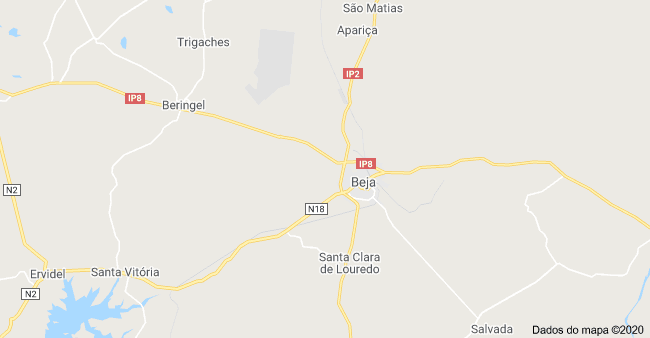 São Matias
Apariça
Trigaches
IP2
IP8
Beringel
IP8
Beja
N2
N18
Santa Clara
de Louredo
Santa Vitória
Ervidel
N2
Salvada
Dados do mapa ©2020